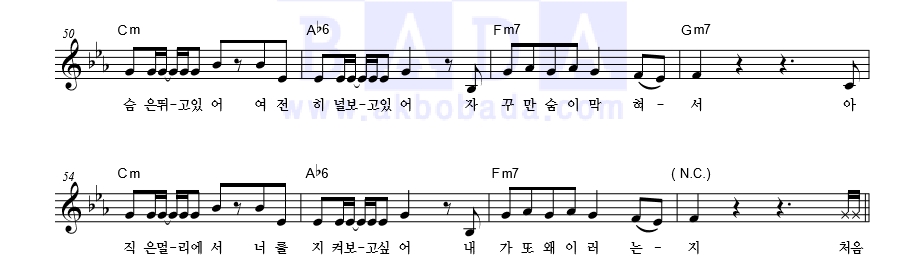 50 Cm A♭6 Fm7 Gm7
BADA
슴 은뛰-고있 어 여 전 히 널보-고있 어 자 꾸 만 숨 이 막 혀 - 서 아
www.akbobada.com
54 Cm A♭6 Fm7 (N.C.)
직 은멀-리에 서 너 를 지 켜보-고싶 어 내 가 또 왜 이 러 는 - 지 처음